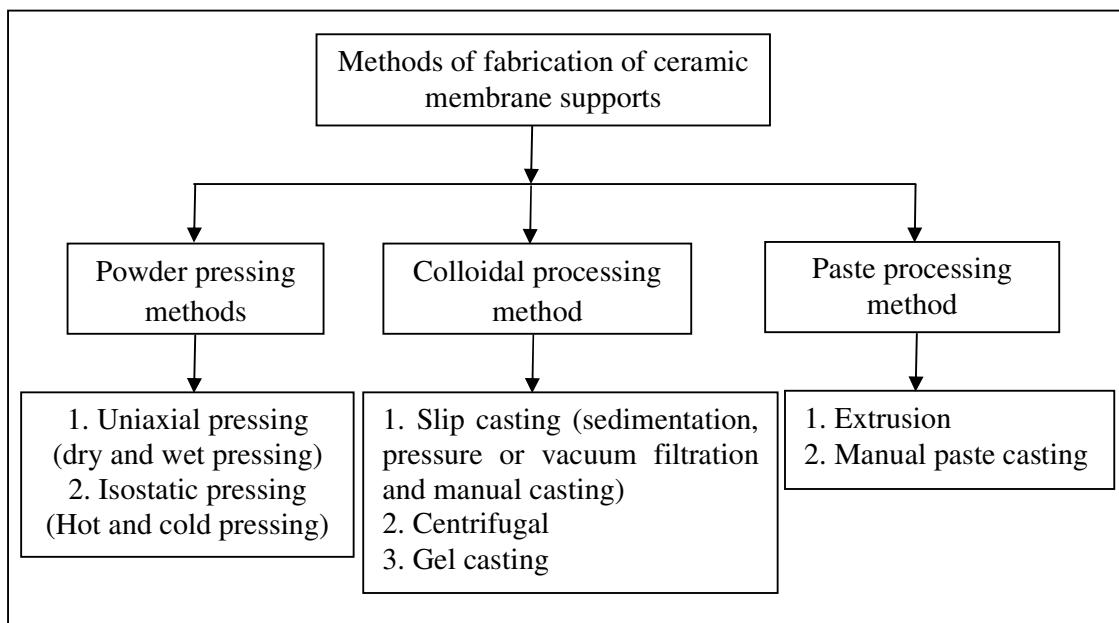 Methods of fabrication of ceramic
membrane supports
Powder pressing
methods
Colloidal processing
method
Paste processing
method
1. Uniaxial pressing
(dry and wet pressing)
2. Isostatic pressing
(Hot and cold pressing)
1. Slip casting (sedimentation,
pressure or vacuum filtration
and manual casting)
2. Centrifugal
3. Gel casting
1. Extrusion
2. Manual paste casting